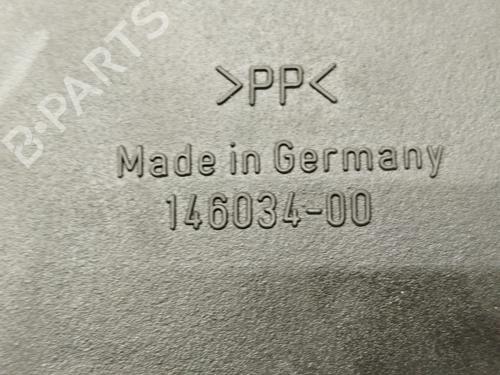 B-PARTS
>PP<
Made in Germany
146034-00